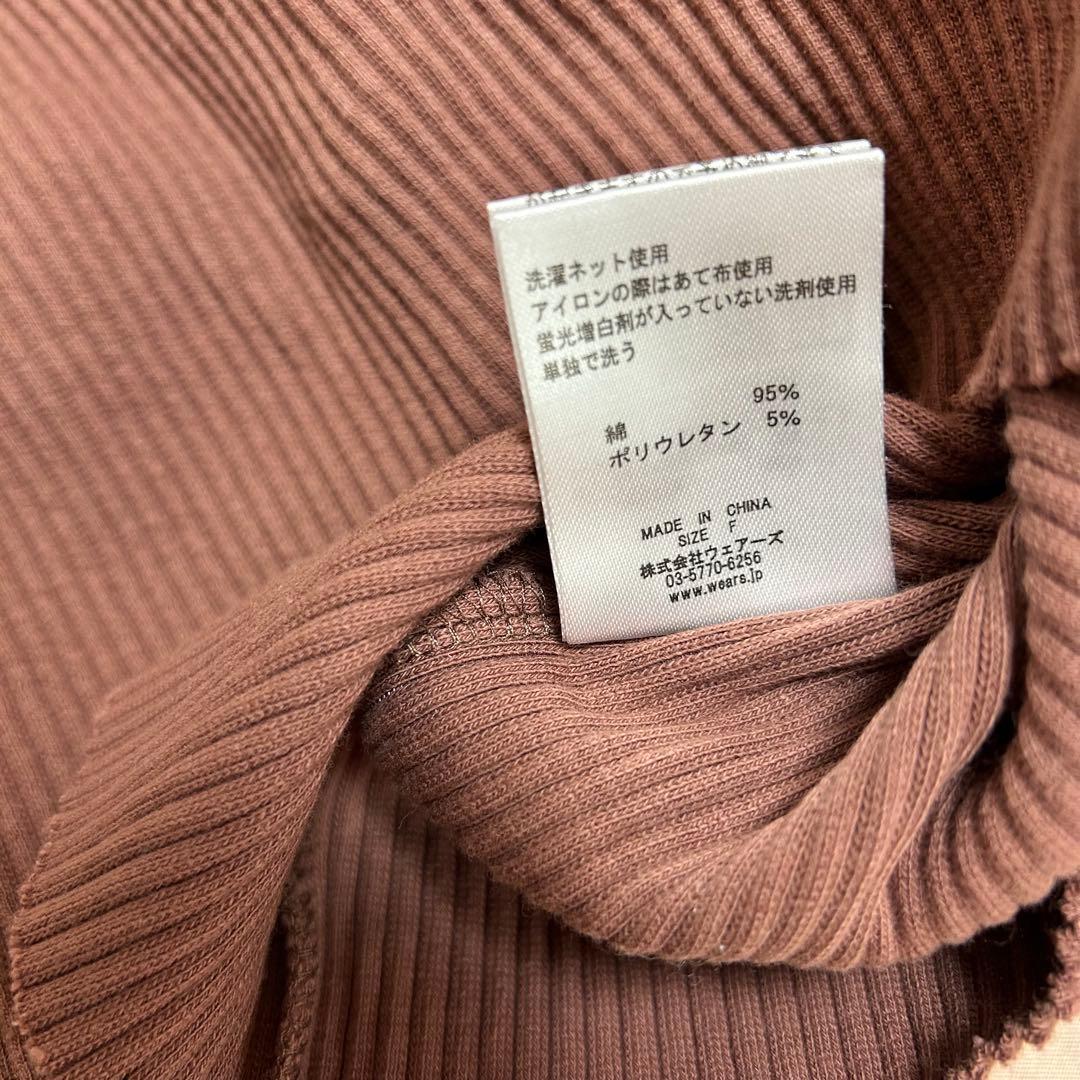 洗濯ネット使用
アイロンの際はあて布使用
蛍光増白剤が入っていない洗剤使用
単独で洗う
綿 95%
ポリウレタン 5%
MADE IN CHINA
SIZE F
株式会社ウェアーズ
03-5770-6256
www.wears.jp